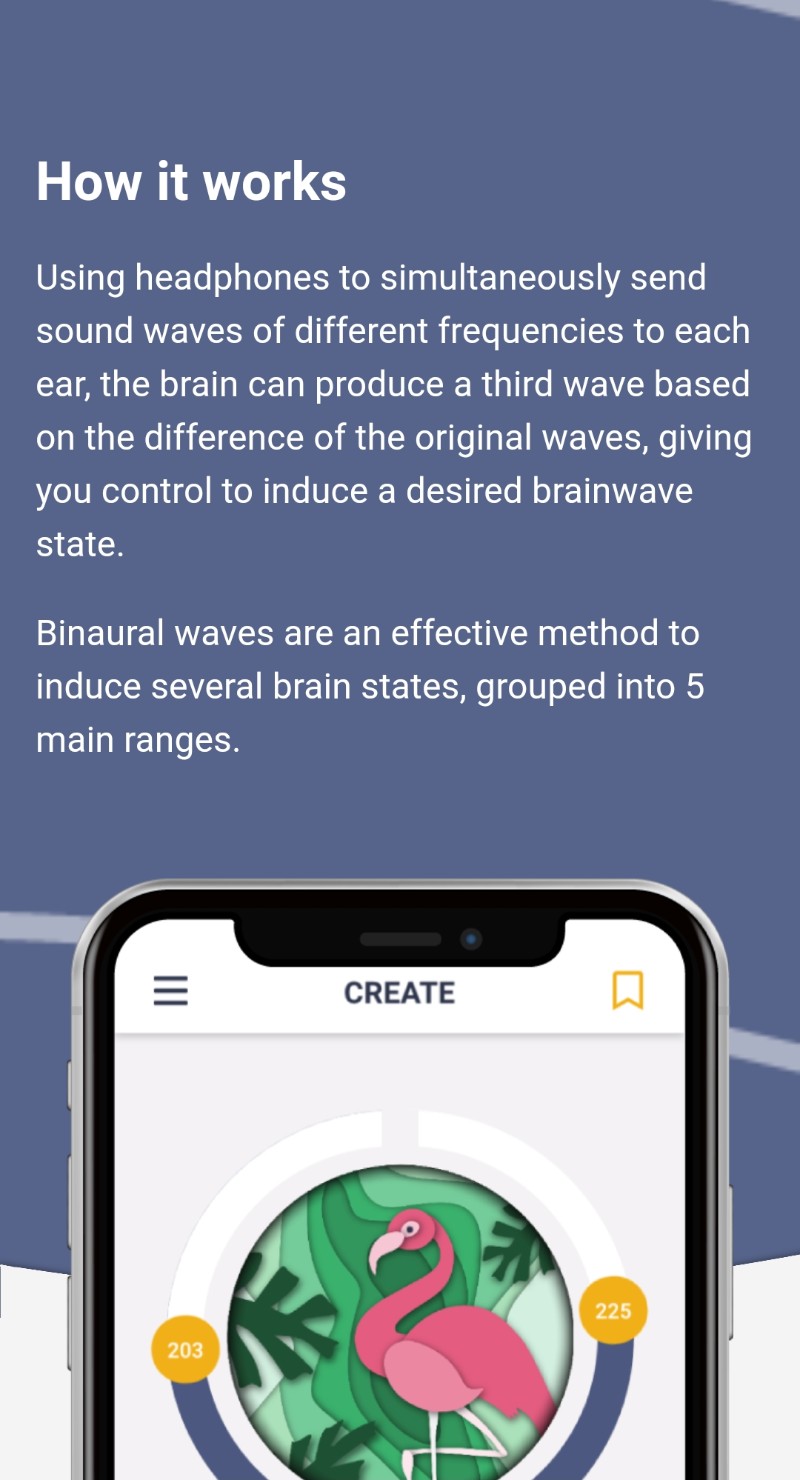 How it works
Using headphones to simultaneously send
sound waves of different frequencies to each
ear, the brain can produce a third wave based
on the difference of the original waves, giving
you control to induce a desired brainwave
state.
Binaural waves are an effective method to
induce several brain states, grouped into 5
main ranges.
CREATE
225
203